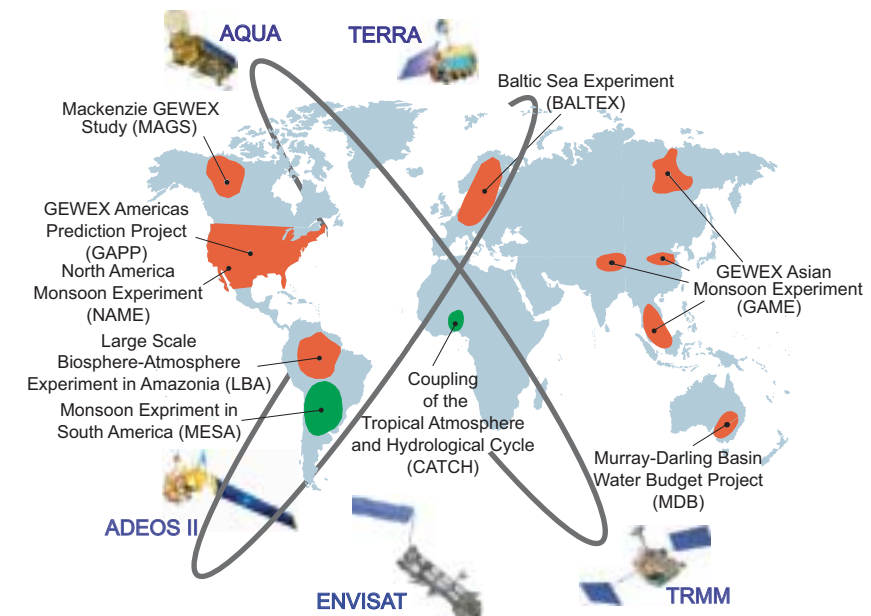 AQUA
TERRA
Baltic Sea Experiment
(BALTEX)
Mackenzie GEWEX
Study (MAGS)
GEWEX Americas
Prediction Project
(GAPP)
North America
Monsoon Experiment
(NAME)
GEWEX Asian
Monsoon Experiment
(GAME)
Large Scale
Biosphere-Atmosphere
Experiment in Amazonia (LBA)
Monsoon Expriment in
South America (MESA)
Coupling
of the
Tropical Atmosphere
and Hydrological Cycle
(CATCH)
Murray-Darling Basin
Water Budget Project
(MDB)
ADEOS II
ENVISAT
TRMM